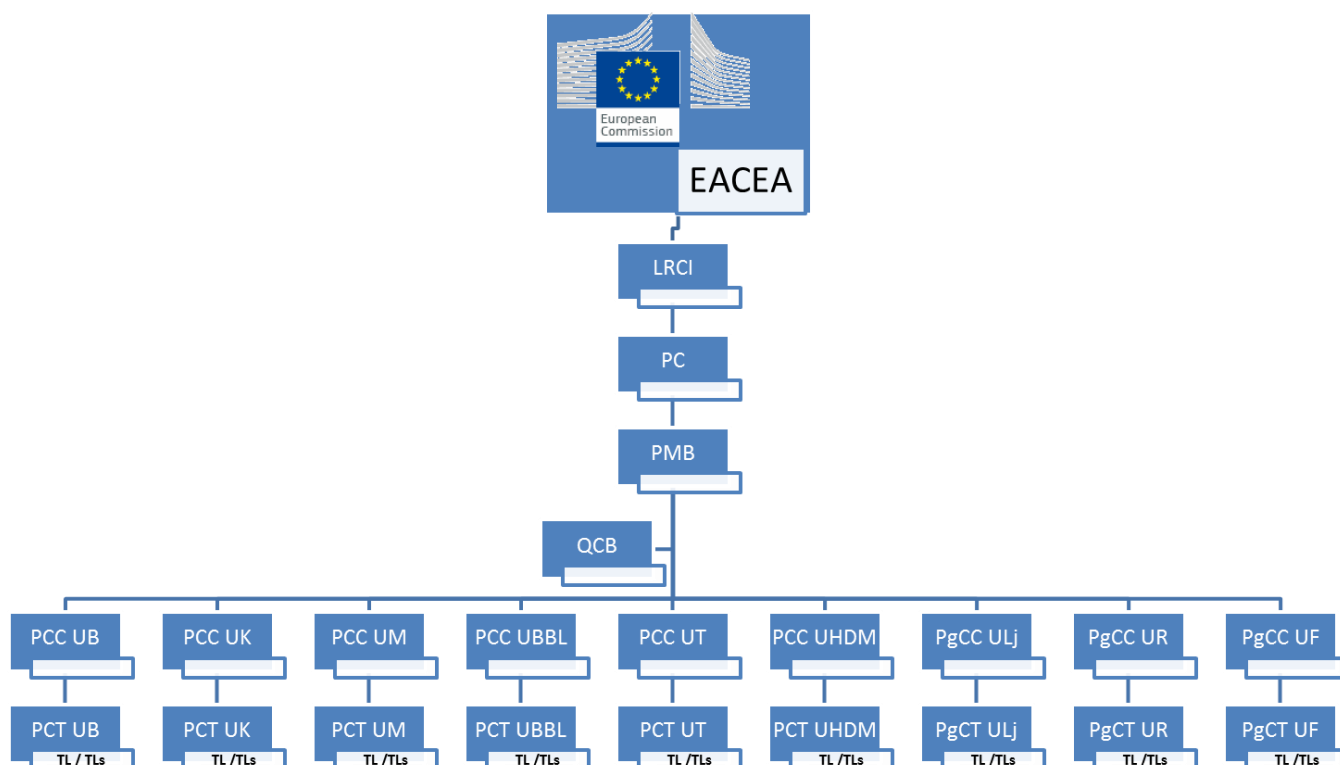 European
Commission
EACEA
LRCI
PC
PMB
QCB
PCC UB
PCC UK
PCC UM
PCC UBBL
PCC UT
PCC UHDM
PgCC ULj
PgCC UR
PgCC UF
PCT UB
PCT UK
PCT UM
PCT UBBL
PCT UT
PCT UHDM
PgCT ULj
PgCT UR
PgCT UF
TL / TLs
TL /TLs
TL /TLs
TL /TLs
TL /TLs
TL /TLs
TL /TLs
TL /TLs
TL /TLs